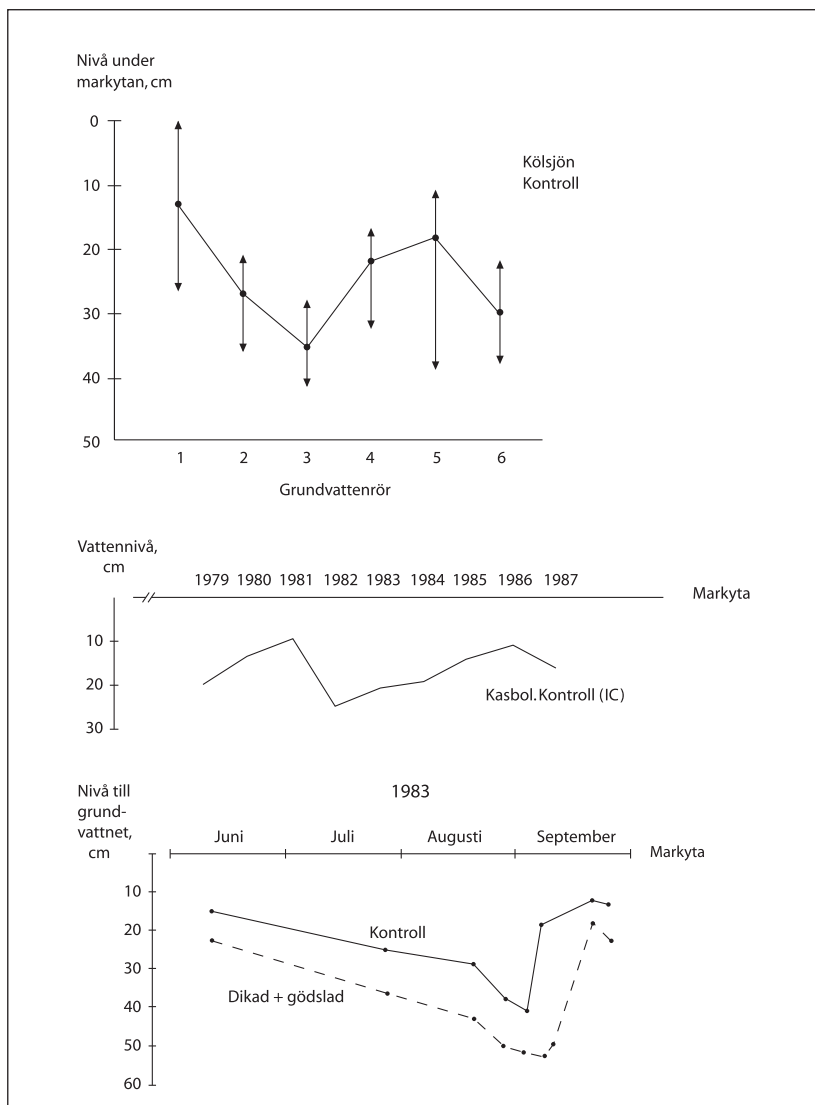 Nivå under
markytan, cm
0
10
20
30
40
50
Kölsjön
Kontroll
1 2 3 4 5 6
Grundvattenrör
Vattennivå,
cm
1979 1980 1981 1982 1983 1984 1985 1986 1987
Markyta
10
20
30
Kasbol.Kontroll (IC)
Nivå till
grund-
vattnet,
cm
1983
Juni Juli Augusti September
Markyta
10
20
30
40
50
60
Kontroll
Dikad + gödslad